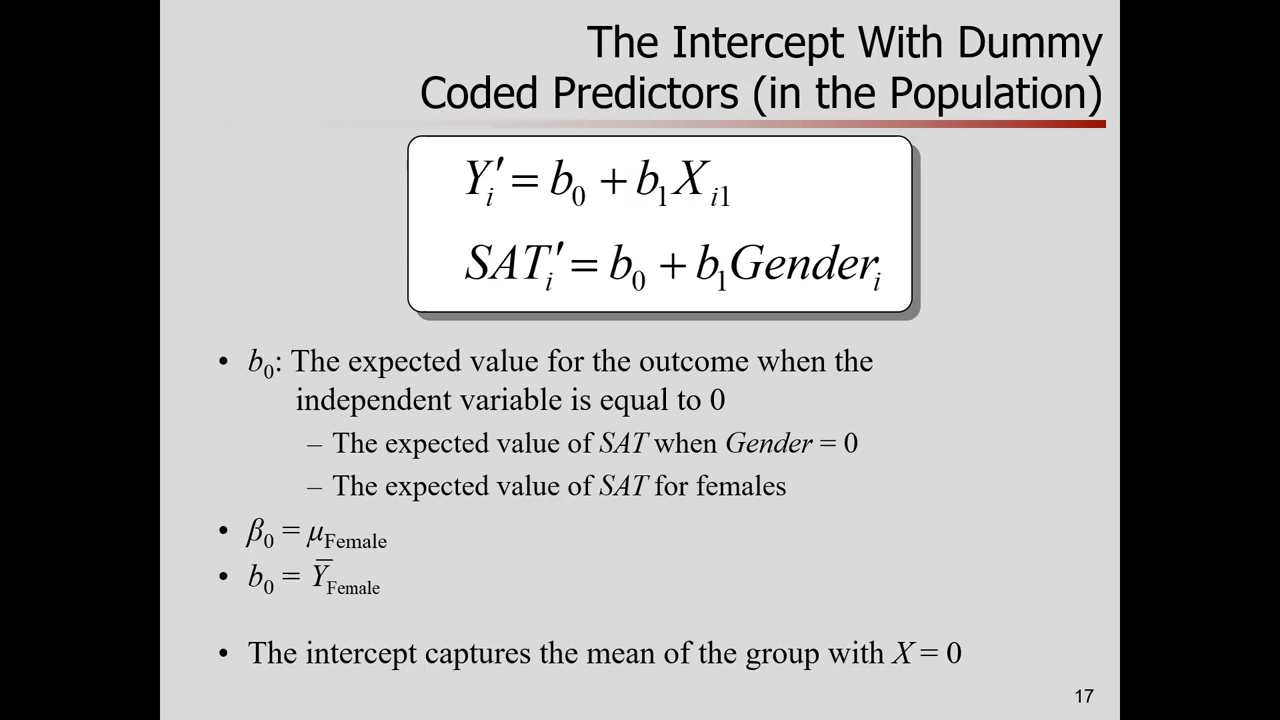 The Intercept With Dummy
Coded Predictors (in the Population)
Y′ᵢ = b₀ + b₁Xᵢ₁
SAT′ᵢ = b₀ + b₁Genderᵢ
• b₀: The expected value for the outcome when the
independent variable is equal to 0
– The expected value of SAT when Gender = 0
– The expected value of SAT for females
• β₀ = μ_Female
• b₀ = Y̅_Female
• The intercept captures the mean of the group with X = 0
17